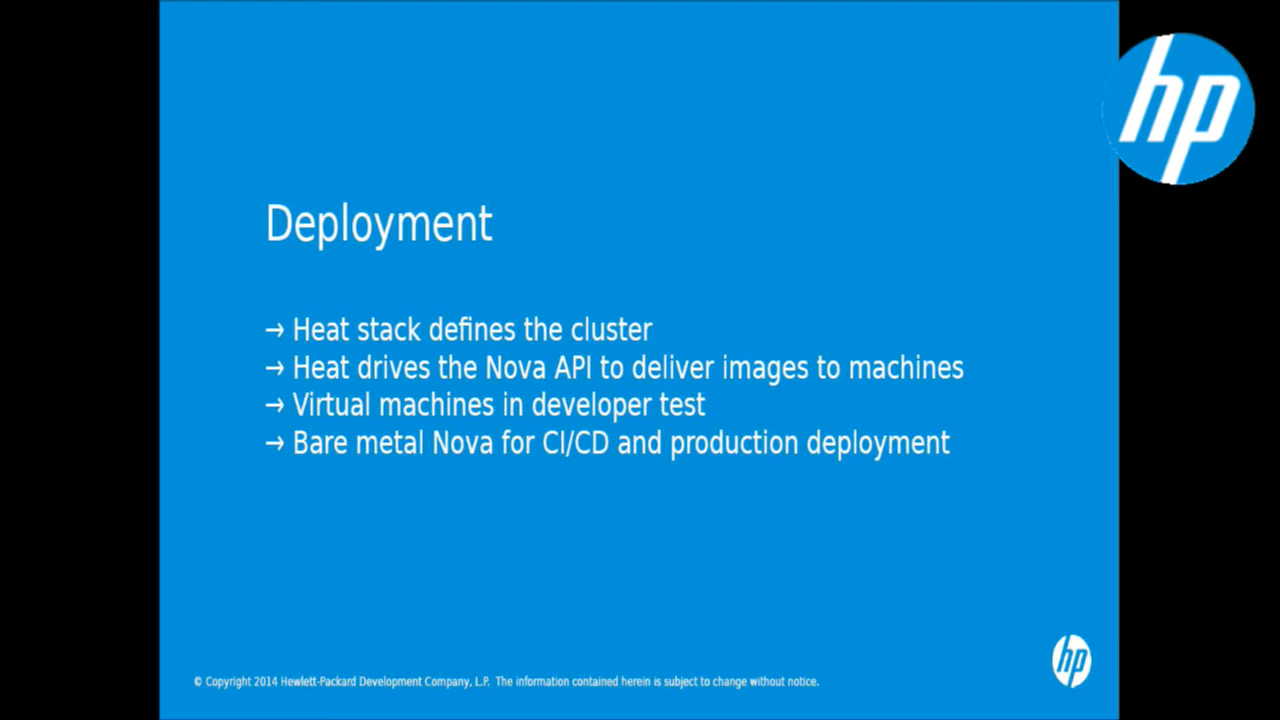 hp
Deployment
→ Heat stack defines the cluster
→ Heat drives the Nova API to deliver images to machines
→ Virtual machines in developer test
→ Bare metal Nova for CI/CD and production deployment
hp
© Copyright 2014 Hewlett-Packard Development Company, L.P. The information contained herein is subject to change without notice.